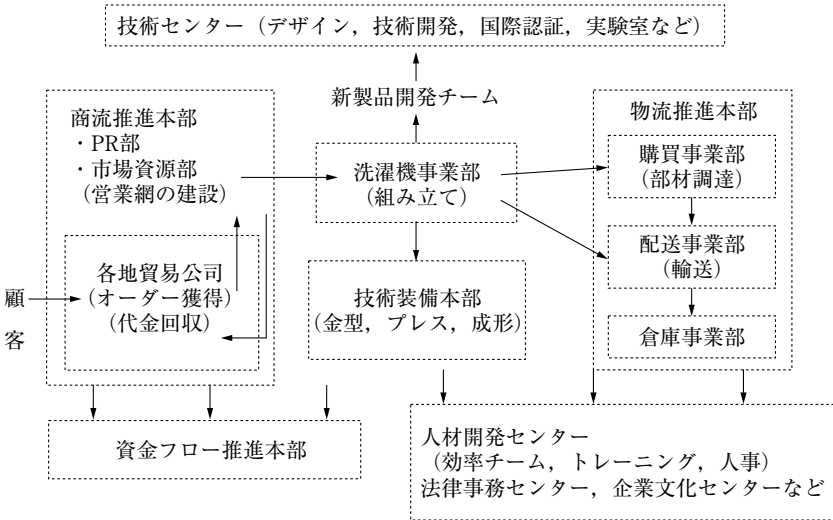 技術センター（デザイン，技術開発，国際認証，実験室など）
新製品開発チーム
商流推進本部
・PR部
・市場資源部
（営業網の建設）
各地貿易公司
（オーダー獲得）
（代金回収）
顧
客
洗濯機事業部
（組み立て）
技術装備本部
（金型，プレス，成形）
物流推進本部
購買事業部
（部材調達）
配送事業部
（輸送）
倉庫事業部
資金フロー推進本部
人材開発センター
（効率チーム，トレーニング，人事）
法律事務センター，企業文化センターなど